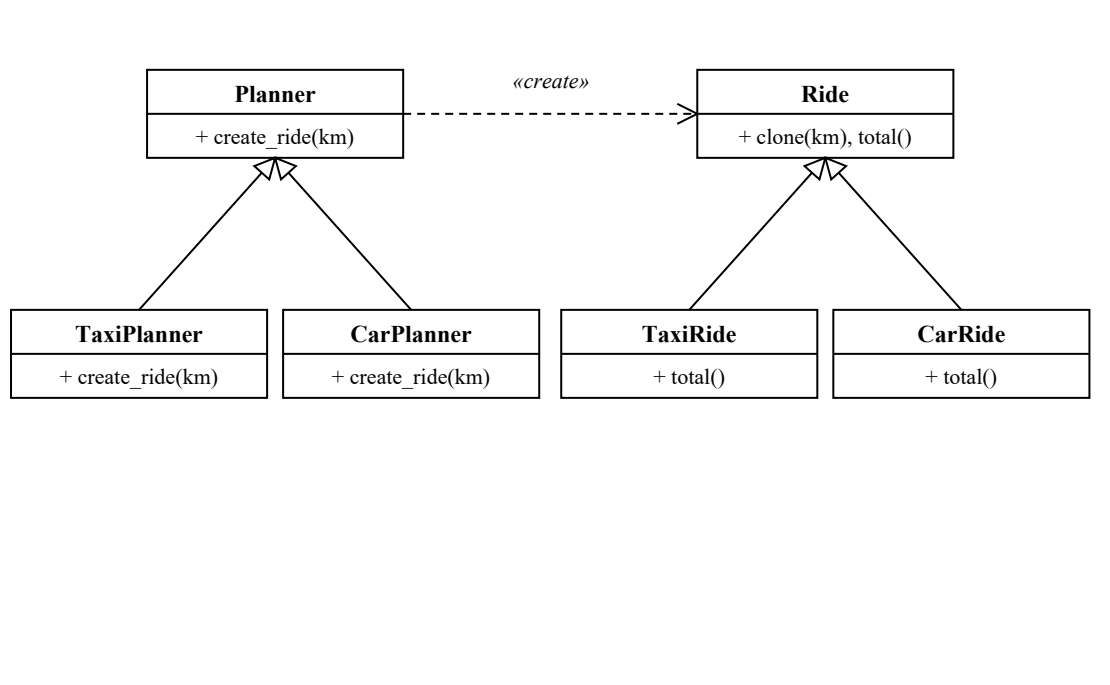 «create»
Planner
+ create_ride(km)
Ride
+ clone(km), total()
TaxiPlanner
+ create_ride(km)
CarPlanner
+ create_ride(km)
TaxiRide
+ total()
CarRide
+ total()